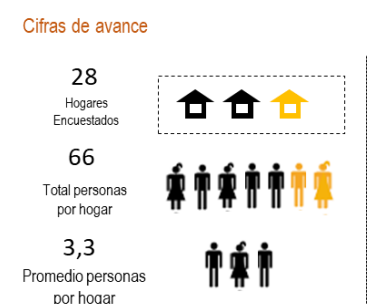 Cifras de avance
28
Hogares
Encuestados
66
Total personas
por hogar
3,3
Promedio personas
por hogar